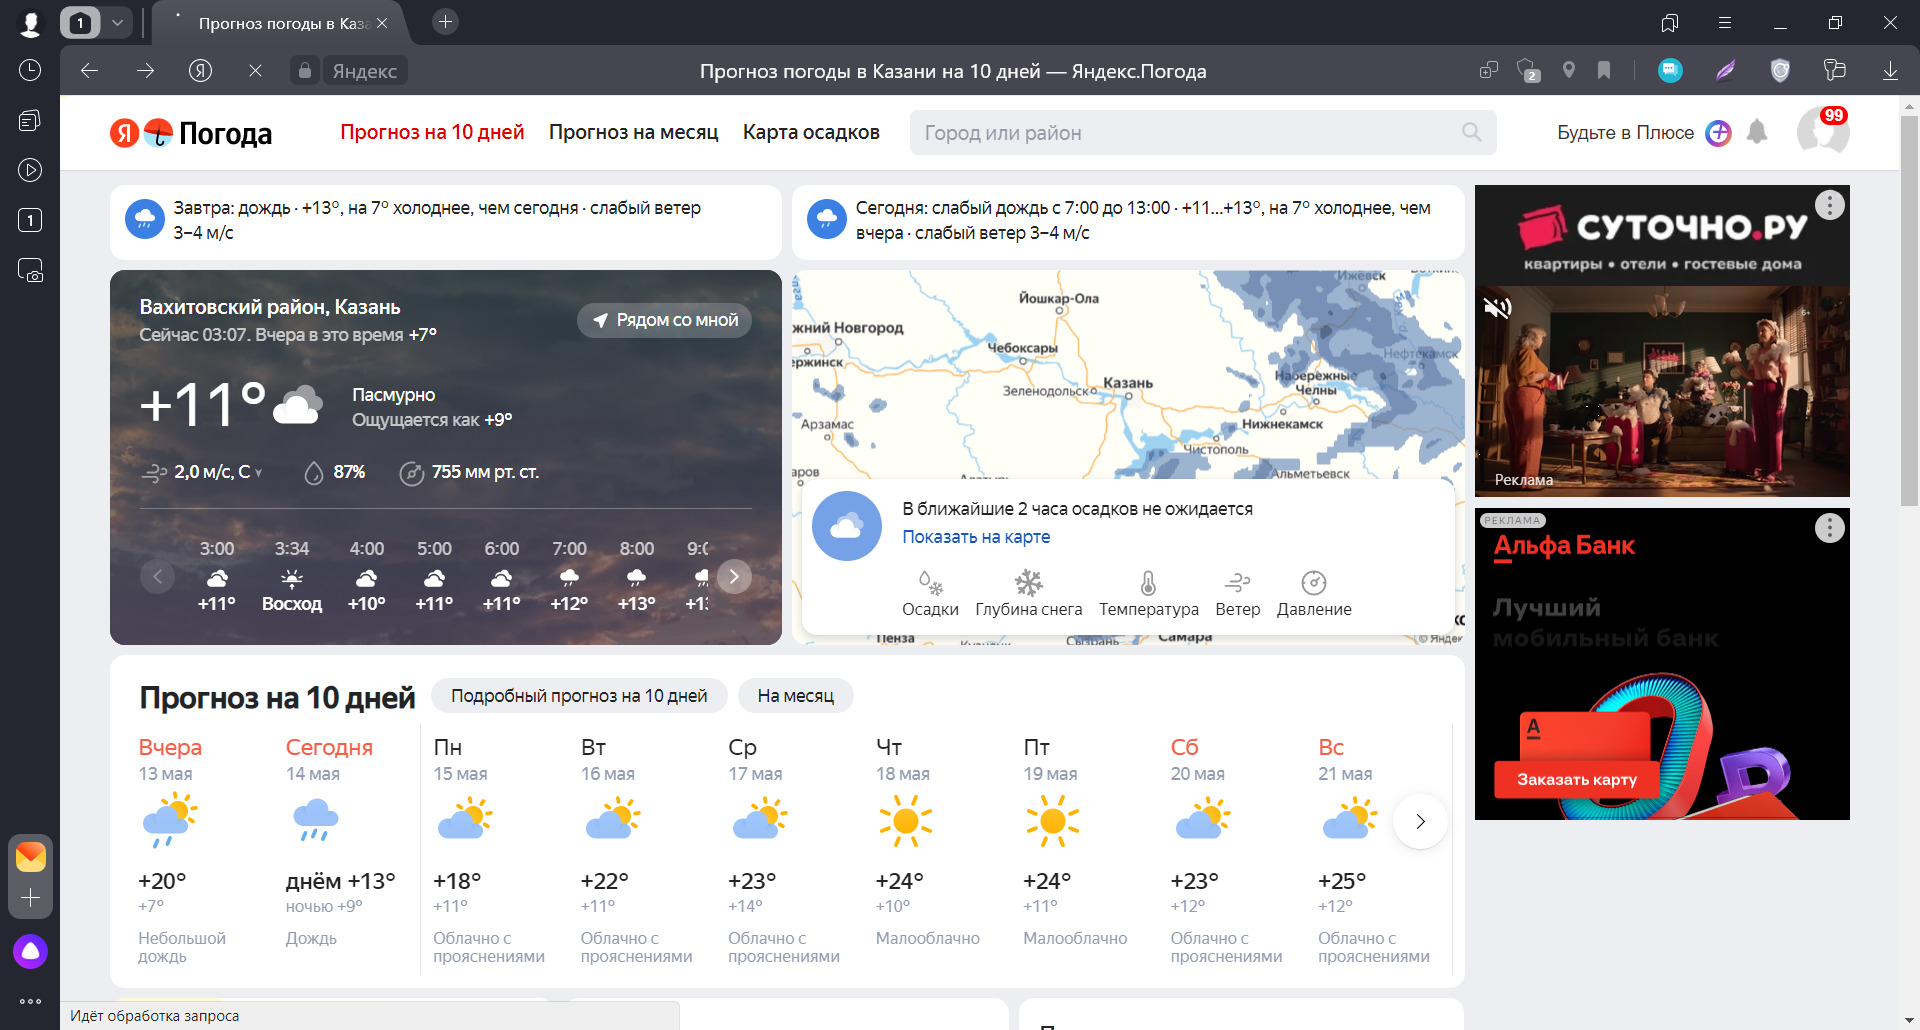 1
Прогноз погоды в Каза
Яндекс
Прогноз погоды в Казани на 10 дней — Яндекс.Погода
2
1
Я Погода
Прогноз на 10 дней
Прогноз на месяц
Карта осадков
Город или район
Будьте в Плюсе
99
Завтра: дождь · +13°, на 7° холоднее, чем сегодня · слабый ветер
3–4 м/с
Сегодня: слабый дождь с 7:00 до 13:00 · +11...+13°, на 7° холоднее, чем
вчера · слабый ветер 3–4 м/с
Вахитовский район, Казань
Сейчас 03:07. Вчера в это время +7°
Рядом со мной
+11°
Пасмурно
Ощущается как +9°
2,0 м/с, С
87%
755 мм рт. ст.
3:00 3:34 4:00 5:00 6:00 7:00 8:00
+11° Восход +10° +11° +11° +12° +13°
Ижевск
Йошкар-Ола
жний Новгород
Чебоксары
ержинск
Нефтекамск
Зеленодольск
Казань
Набережные
Челны
Арзамас
Нижнекамск
Чистополь
Альметьевск
аров
В ближайшие 2 часа осадков не ожидается
Показать на карте
Осадки Глубина снега Температура Ветер Давление
Пенза
Сызрань
Самара
© Яндек
СУТОЧНО.РУ
квартиры • отели • гостевые дома
6+
Реклама
РЕКЛАМА
Альфа Банк
Лучший
мобильный банк
А
Заказать карту
Прогноз на 10 дней
Подробный прогноз на 10 дней
На месяц
Вчера Сегодня Пн Вт Ср Чт Пт Сб Вс
13 мая 14 мая 15 мая 16 мая 17 мая 18 мая 19 мая 20 мая 21 мая
+20° днём +13° +18° +22° +23° +24° +24° +23° +25°
+7° ночью +9° +11° +11° +14° +10° +11° +12° +12°
Небольшой Дождь Облачно с Облачно с Облачно с Малооблачно Малооблачно Облачно с Облачно с
дождь прояснениями прояснениями прояснениями прояснениями прояснениями
Идёт обработка запроса